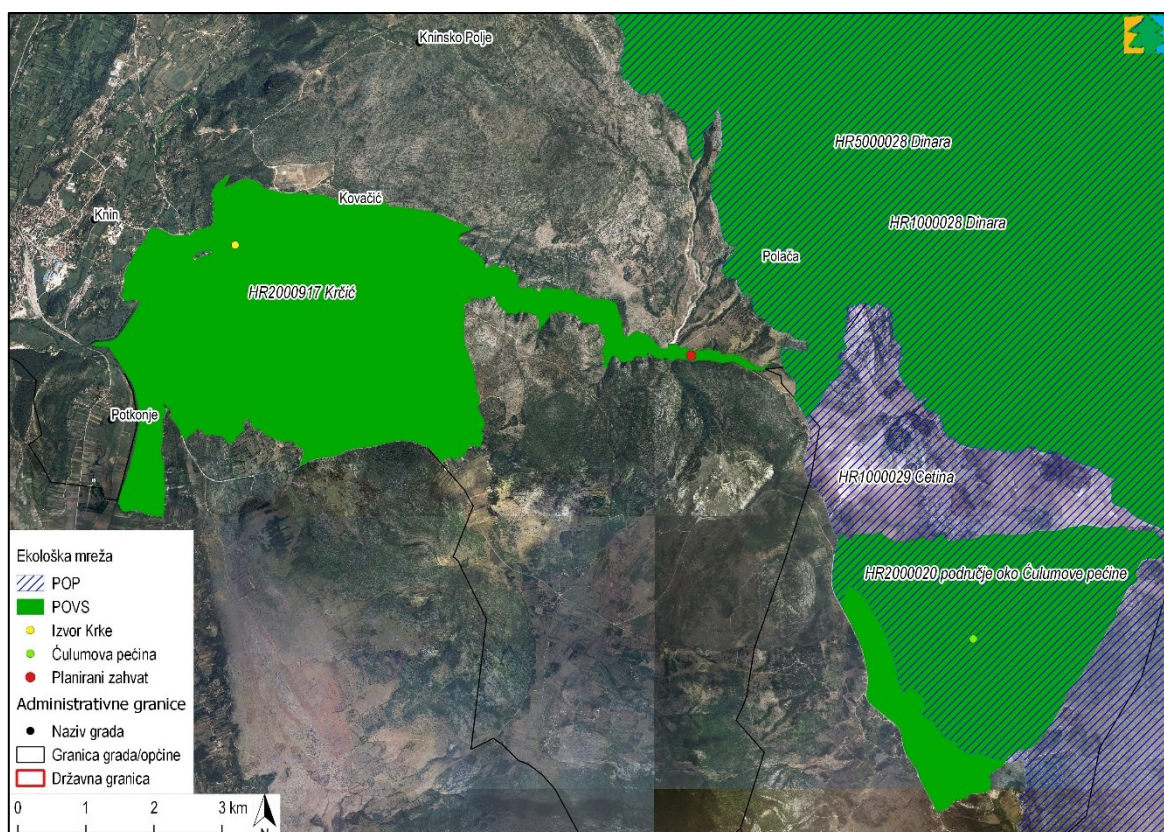 Kninsko Polje
HR5000028 Dinara
Kovačić
Knin
HR1000028 Dinara
Polača
HR2000917 Krčić
Potkonje
HR1000029 Cetina
HR2000020 područje oko Čulumove pećine
Ekološka mreža
POP
POVS
Izvor Krke
Čulumova pećina
Planirani zahvat
Administrativne granice
Naziv grada
Granica grada/općine
Državna granica
0 1 2 3 km
N